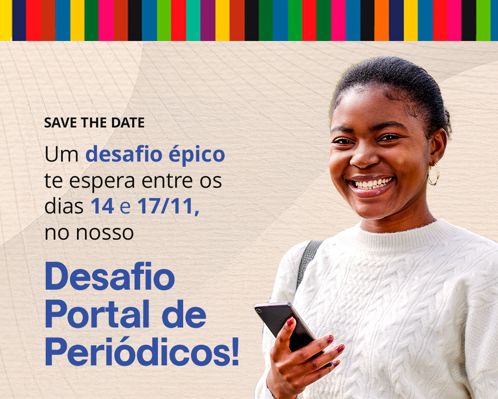 SAVE THE DATE
Um desafio épico
te espera entre os
dias 14 e 17/11,
no nosso
Desafio
Portal de
Periódicos!